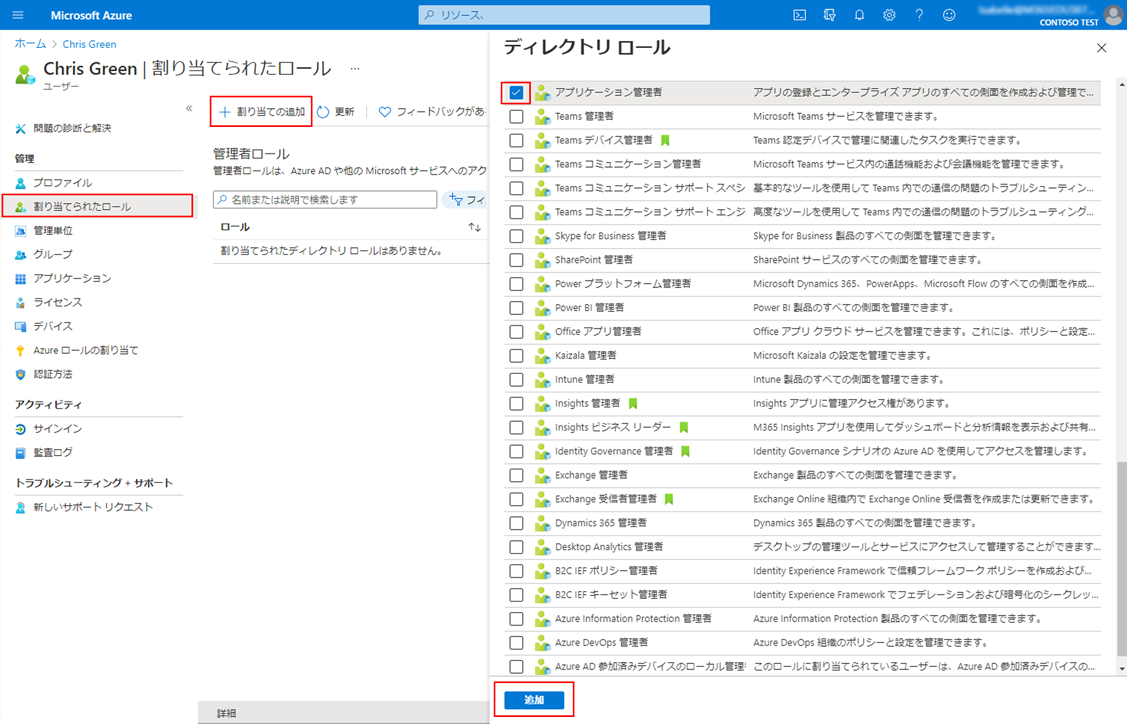 Microsoft Azure
リソース、
CONTOSO TEST
ホーム > Chris Green
Chris Green | 割り当てられたロール ...
ユーザー
«
問題の診断と解決
管理
プロファイル
割り当てられたロール
管理単位
グループ
アプリケーション
ライセンス
デバイス
Azure ロールの割り当て
認証方法
アクティビティ
サインイン
監査ログ
トラブルシューティング + サポート
新しいサポート リクエスト
+ 割り当ての追加 更新 フィードバックがあ
管理者ロール
管理者ロールは、Azure AD や他の Microsoft サービスへのアク
名前または説明で検索します フィ
ロール
割り当てられたディレクトリ ロールはありません。
詳細
ディレクトリ ロール
アプリケーション管理者 アプリの登録とエンタープライズ アプリのすべての側面を作成および管理で...
Teams 管理者 Microsoft Teams サービスを管理できます。
Teams デバイス管理者 Teams 認定デバイスで管理に関連したタスクを実行できます。
Teams コミュニケーション管理者 Microsoft Teams サービス内の通話機能および会議機能を管理できます。
Teams コミュニケーション サポート スペシ 基本的なツールを使用して Teams 内での通信の問題のトラブルシューティン...
Teams コミュニケーション サポート エンジ 高度なツールを使用して Teams 内での通信の問題のトラブルシューティング...
Skype for Business 管理者 Skype for Business 製品のすべての側面を管理できます。
SharePoint 管理者 SharePoint サービスのすべての側面を管理できます。
Power プラットフォーム管理者 Microsoft Dynamics 365、PowerApps、Microsoft Flow のすべての側面を作成...
Power BI 管理者 Power BI 製品のすべての側面を管理できます。
Office アプリ管理者 Office アプリ クラウド サービスを管理できます。これには、ポリシーと設定...
Kaizala 管理者 Microsoft Kaizala の設定を管理できます。
Intune 管理者 Intune 製品のすべての側面を管理できます。
Insights 管理者 Insights アプリに管理アクセス権があります。
Insights ビジネス リーダー M365 Insights アプリを使用してダッシュボードと分析情報を表示および共有...
Identity Governance 管理者 Identity Governance シナリオの Azure AD を使用してアクセスを管理します。
Exchange 管理者 Exchange 製品のすべての側面を管理できます。
Exchange 受信者管理者 Exchange Online 組織内で Exchange Online 受信者を作成または更新できます。
Dynamics 365 管理者 Dynamics 365 製品のすべての側面を管理できます。
Desktop Analytics 管理者 デスクトップの管理ツールとサービスにアクセスして管理することができます...
B2C IEF ポリシー管理者 Identity Experience Framework で信頼フレームワーク ポリシーを作成および...
B2C IEF キーセット管理者 Identity Experience Framework でフェデレーションおよび暗号化のシークレッ...
Azure Information Protection 管理者 Azure Information Protection 製品のすべての側面を管理できます。
Azure DevOps 管理者 Azure DevOps 組織のポリシーと設定を管理できます。
Azure AD 参加済みデバイスのローカル管理 このロールに割り当てられているユーザーは、Azure AD 参加済みデバイスの...
追加